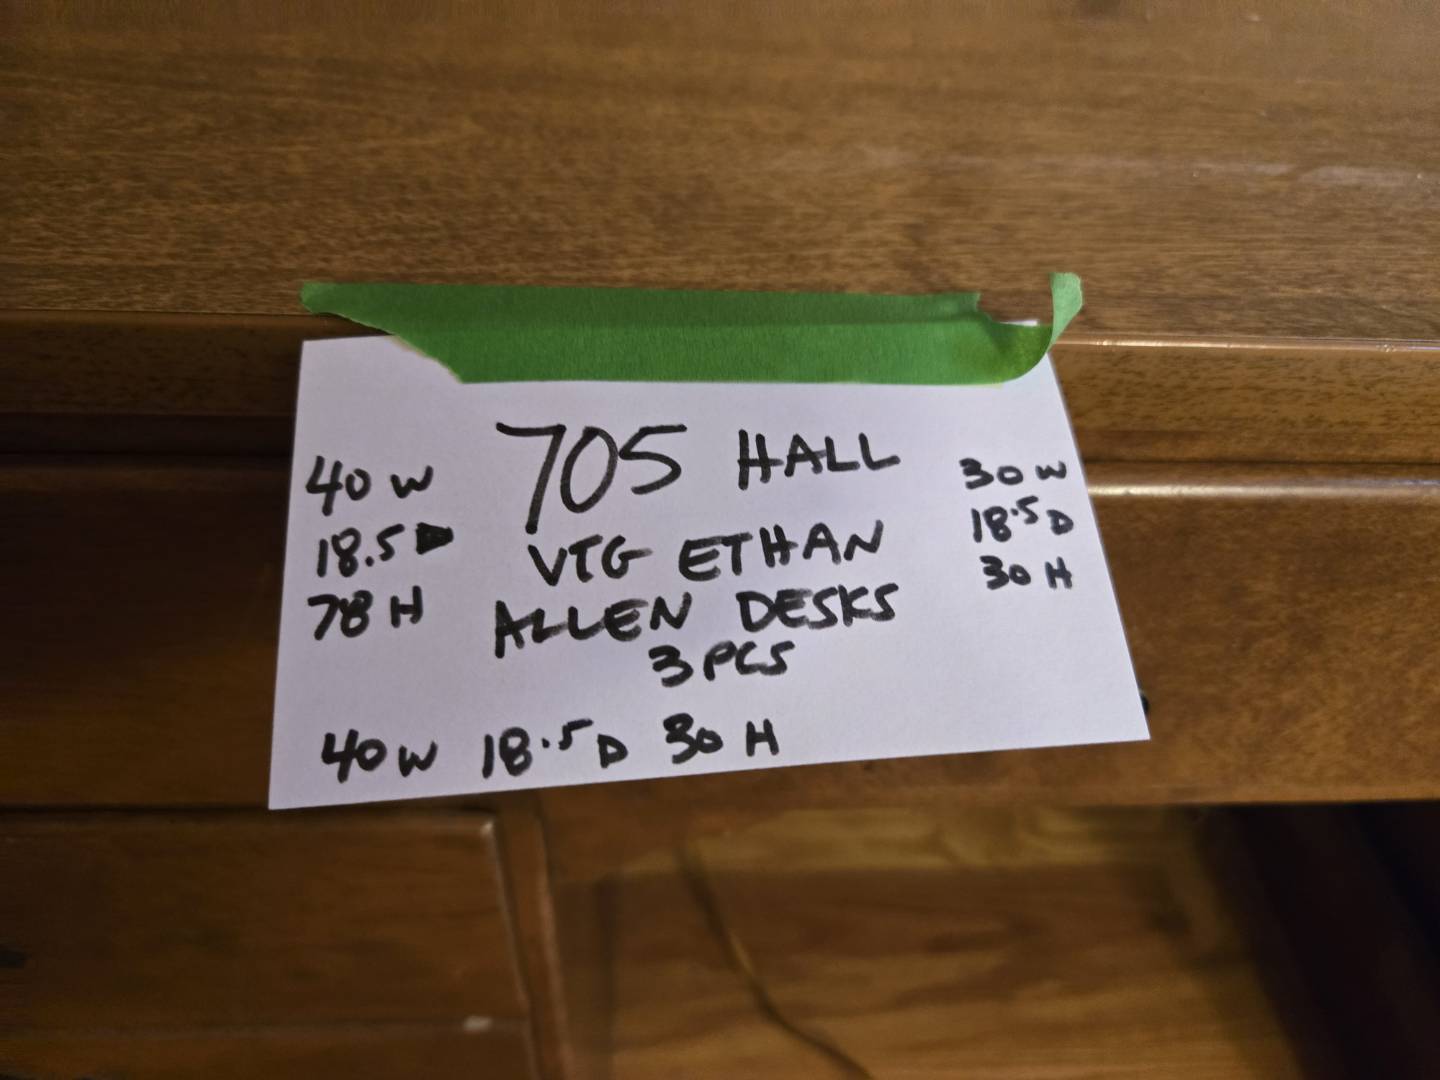 705 HALL
VTG ETHAN
ALLEN DESKS
3 PCS
40 W
18.5 D
78 H
30 W
18.5 D
30 H
40 W 18.5 D 30 H